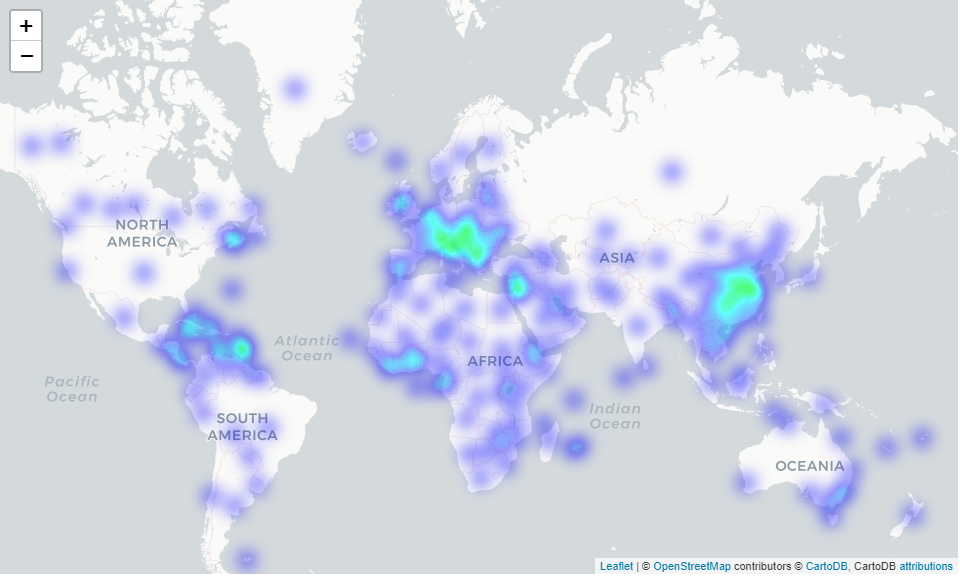 +
−
NORTH
AMERICA
ASIA
Atlantic
Ocean
AFRICA
Pacific
Ocean
Indian
Ocean
SOUTH
AMERICA
OCEANIA
Leaflet | © OpenStreetMap contributors © CartoDB, CartoDB attributions